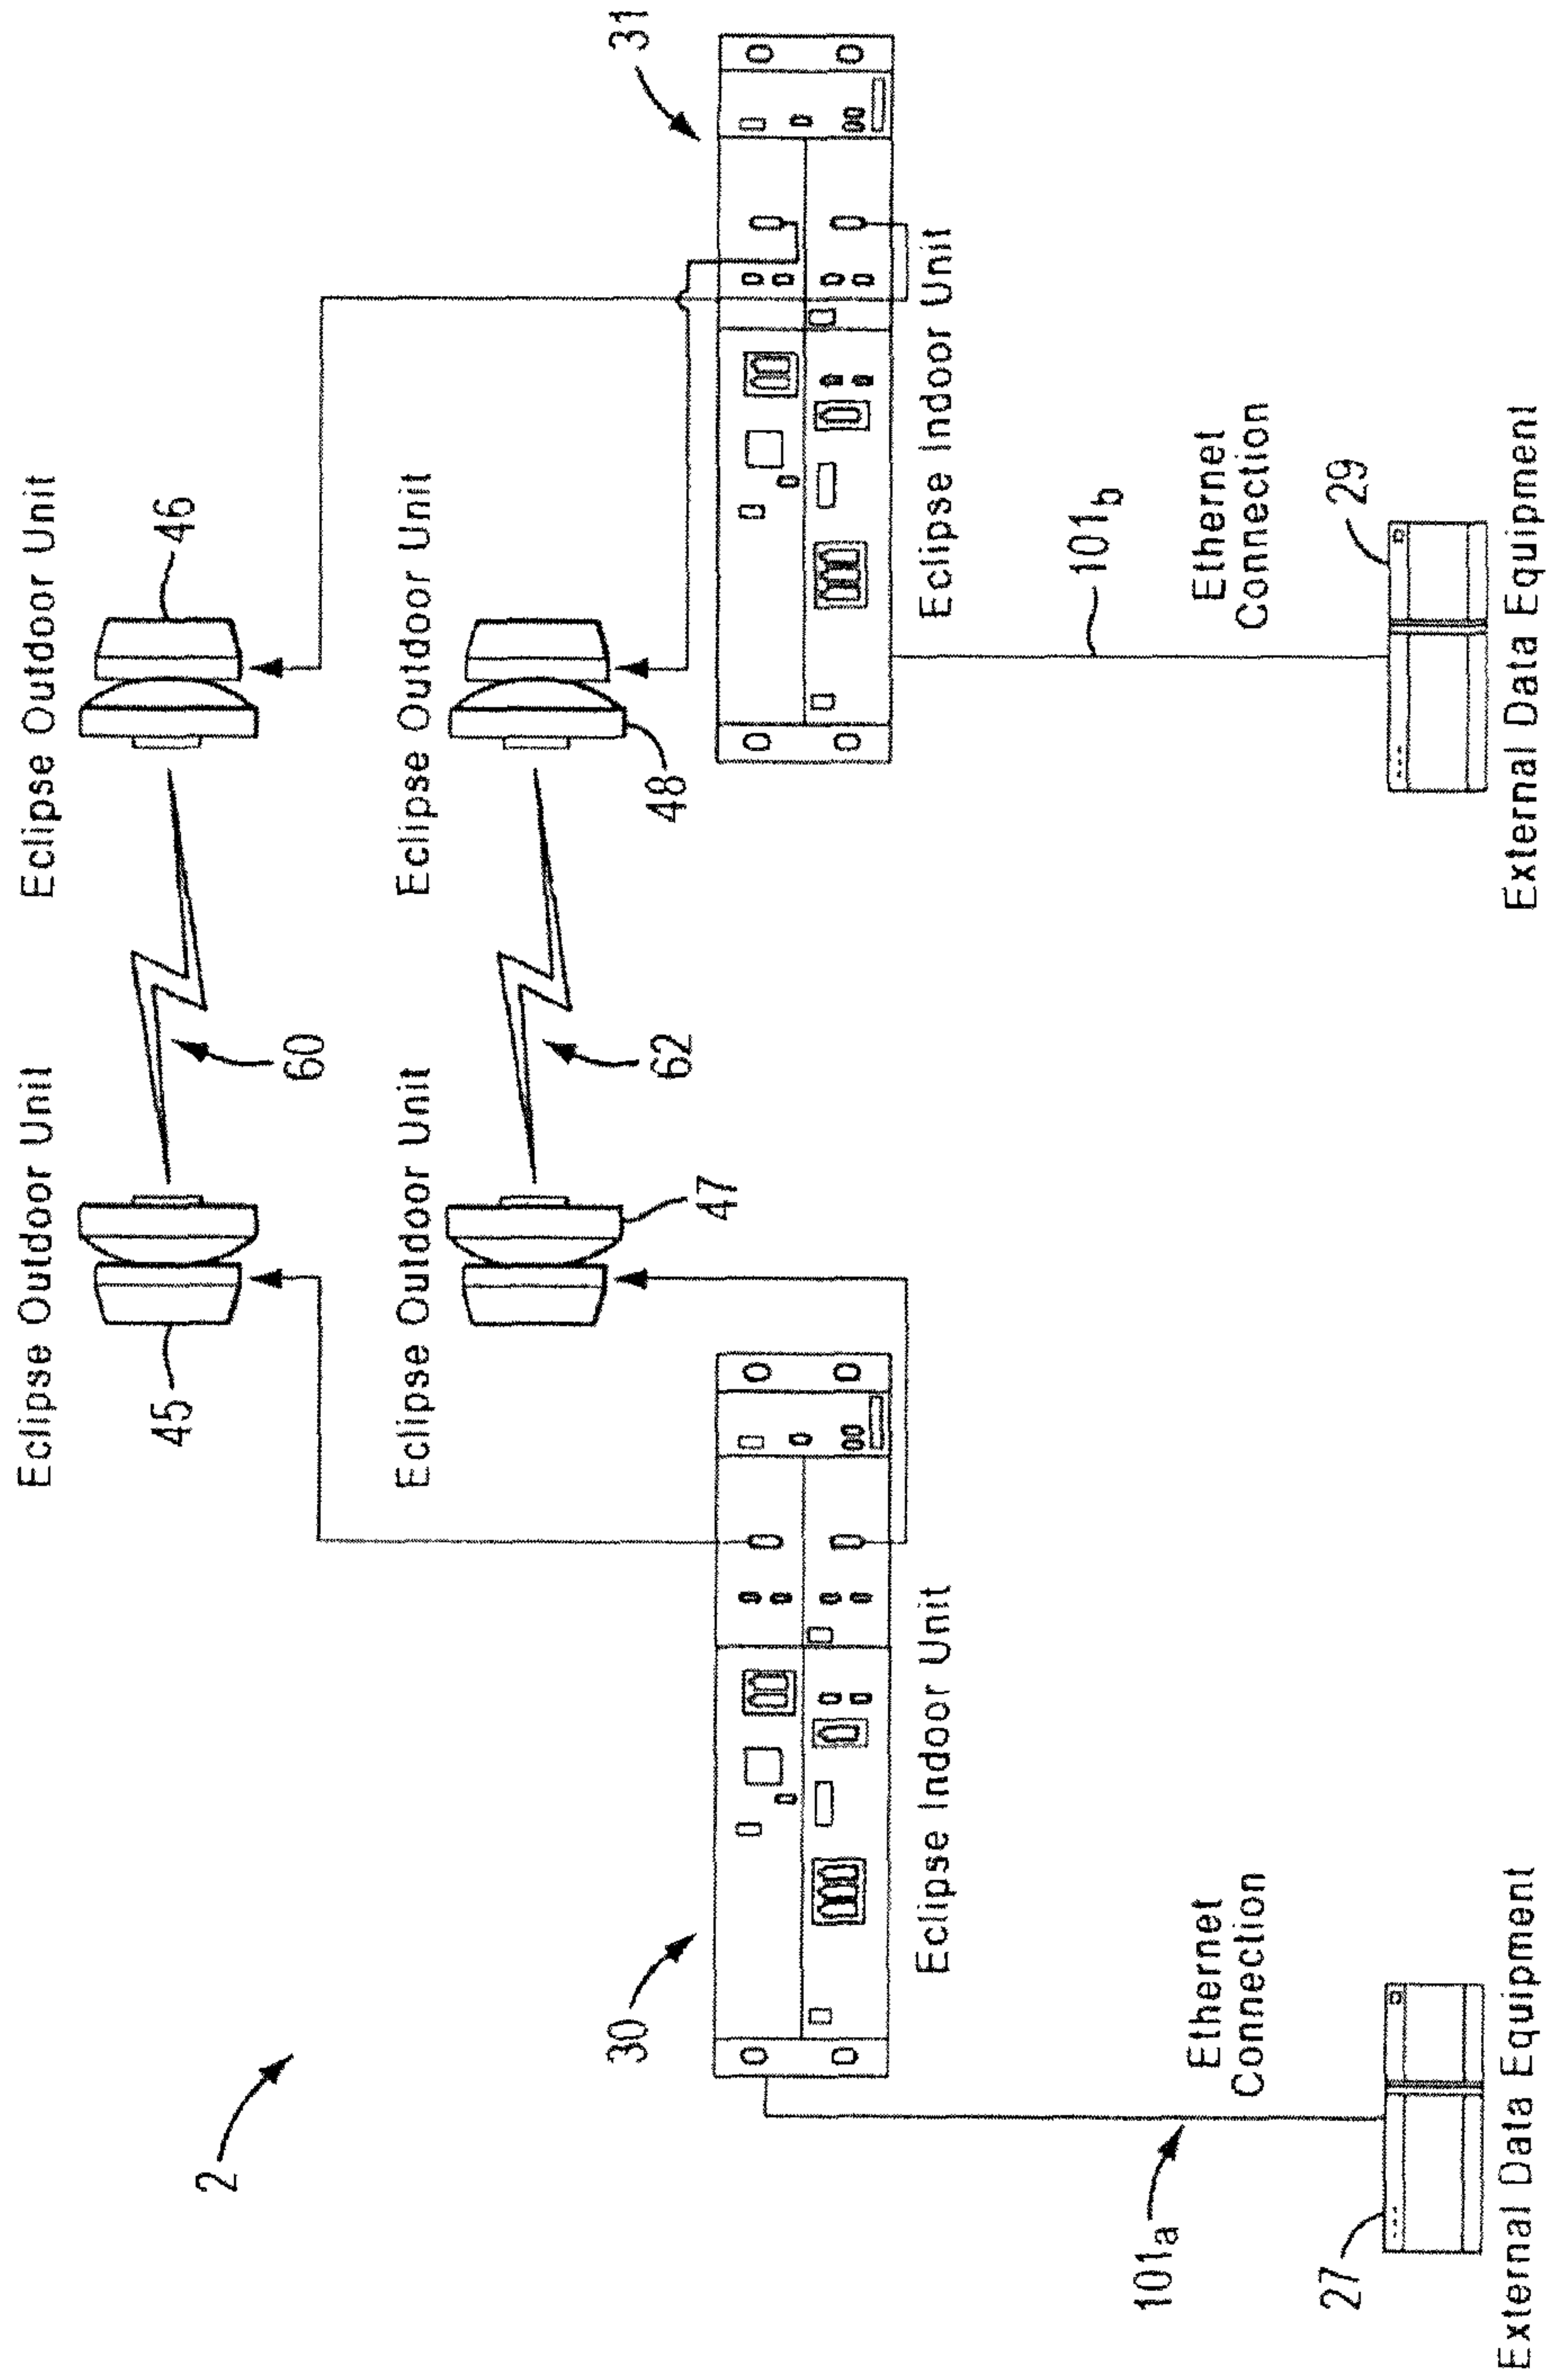 Eclipse Outdoor Unit
Eclipse Outdoor Unit
45
46
60
Eclipse Outdoor Unit
Eclipse Outdoor Unit
47
48
62
2
30
31
Eclipse Indoor Unit
Eclipse Indoor Unit
101a
Ethernet
Connection
101b
Ethernet
Connection
27
29
External Data Equipment
External Data Equipment